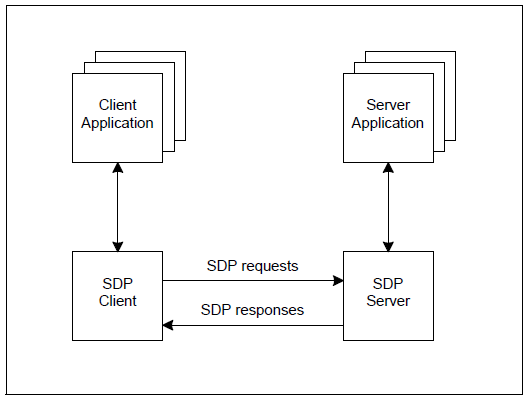 Client
Application
Server
Application
SDP requests
SDP
Client
SDP
Server
SDP responses